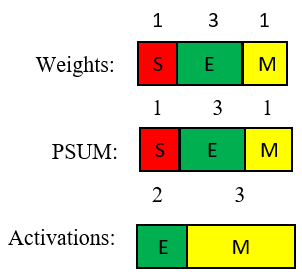 1 3 1
Weights: S E M
1 3 1
PSUM: S E M
2 3
Activations: E M